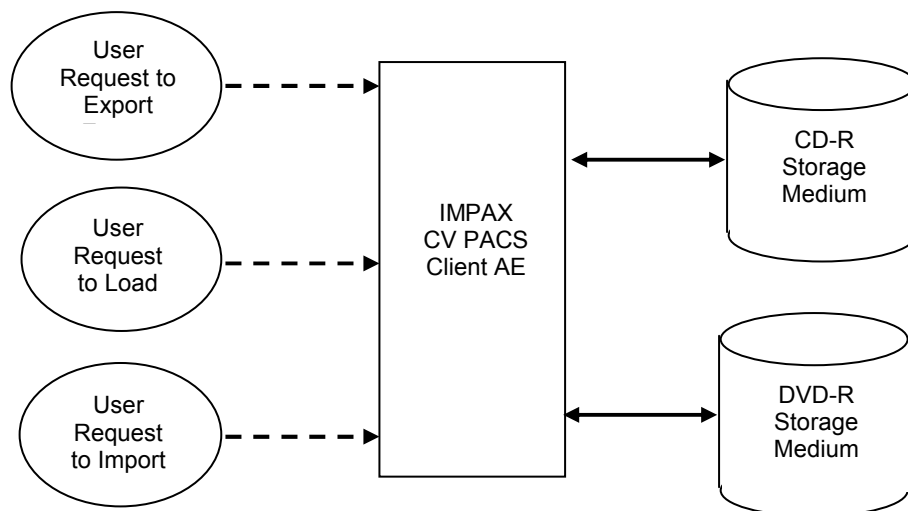 User
Request to
Export
User
Request
to Load
User
Request
to Import
IMPAX
CV PACS
Client AE
CD-R
Storage
Medium
DVD-R
Storage
Medium